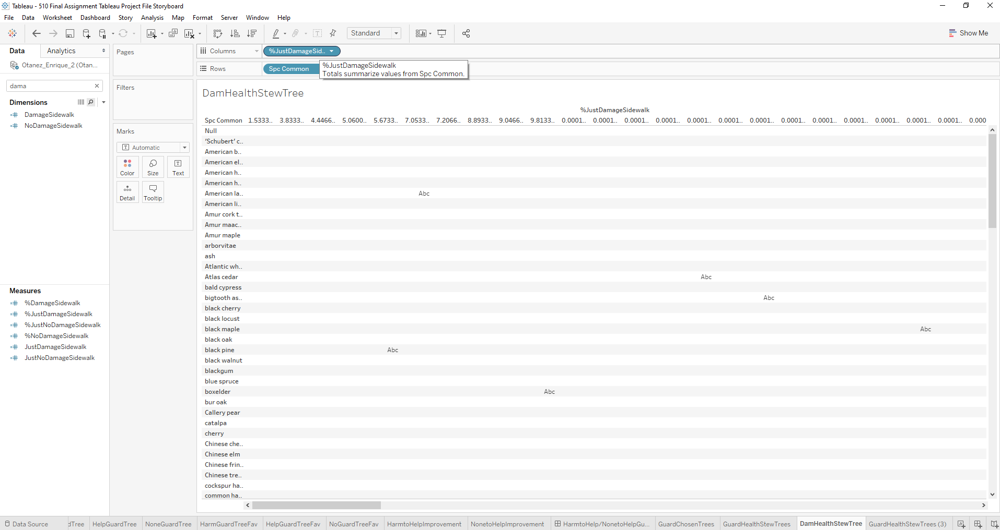 Tableau - 510 Final Assignment Tableau Project File Storyboard
File Data Worksheet Dashboard Story Analysis Map Format Server Window Help
Standard
Show Me
Data Analytics
Otanez_Enrique_2 (Otan...
dama
Dimensions
DamageSidewalk
NoDamageSidewalk
Measures
%DamageSidewalk
%JustDamageSidewalk
%JustNoDamageSidewalk
%NoDamageSidewalk
JustDamageSidewalk
JustNoDamageSidewalk
Pages
Filters
Marks
Automatic
Color Size Text
Detail Tooltip
Columns %JustDamageSid..
Rows Spc Common
%JustDamageSidewalk
Totals summarize values from Spc Common.
DamHealthStewTree
%JustDamageSidewalk
Spc Common 1.5333.. 3.8333.. 4.4466.. 5.0600.. 5.6733.. 7.0533.. 7.2066.. 8.8933.. 9.0466.. 9.8133.. 0.0001.. 0.0001.. 0.0001.. 0.0001.. 0.0001.. 0.0001.. 0.0001.. 0.0001.. 0.0001.. 0.0001.. 0.0001.. 0.0001.. 0.0001.. 0.000
Null
'Schubert' c..
American b..
American el..
American h..
American h..
American la.. Abc
American li..
Amur cork t..
Amur maac..
Amur maple
arborvitae
ash
Atlantic wh..
Atlas cedar Abc
bald cypress
bigtooth as.. Abc
black cherry
black locust
black maple Abc
black oak
black pine Abc
black walnut
blackgum
blue spruce
boxelder Abc
bur oak
Callery pear
catalpa
cherry
Chinese che..
Chinese elm
Chinese frin..
Chinese tre..
cockspur ha..
common ha..
Data Source dTree HelpGuardTree NoneGuardTree HarmGuardTreeFav HelpGuardTreeFav NoGuardTreeFav HarmtoHelpImprovement NonetoHelpImprovement HarmtoHelp/NonetoHelpGu... GuardChosenTrees GuardHealthStewTrees DamHealthStewTree GuardHealthStewTrees (3)